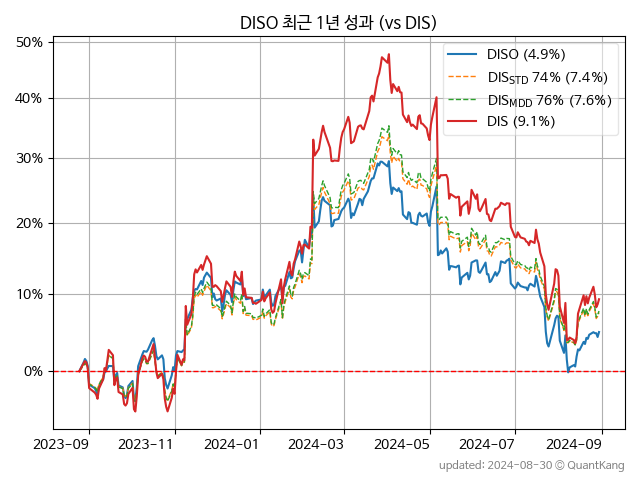 DISO 최근 1년 성과 (vs DIS)
50%
40%
30%
20%
10%
0%
DISO (4.9%)
DISSTD 74% (7.4%)
DISMDD 76% (7.6%)
DIS (9.1%)
2023-09 2023-11 2024-01 2024-03 2024-05 2024-07 2024-09
updated: 2024-08-30 © QuantKang